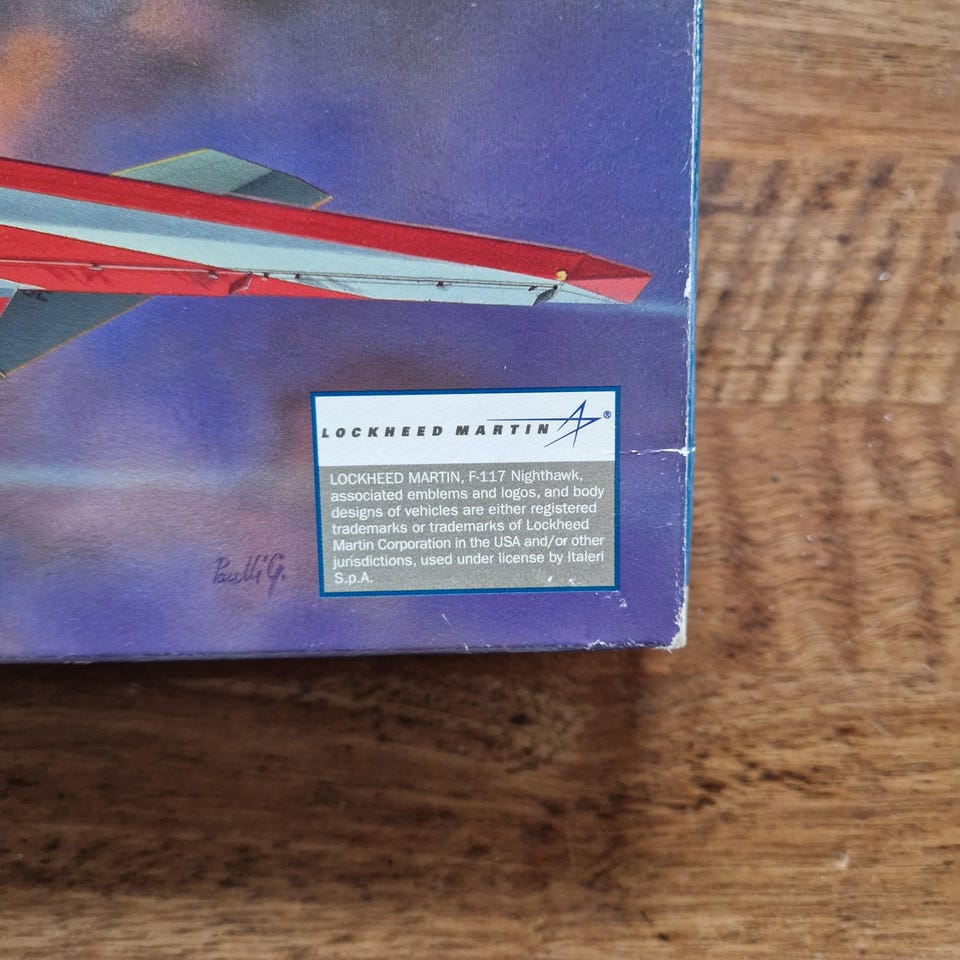 LOCKHEED MARTIN®
LOCKHEED MARTIN, F-117 Nighthawk,
associated emblems and logos, and body
designs of vehicles are either registered
trademarks or trademarks of Lockheed
Martin Corporation in the USA and/or other
jurisdictions, used under license by Italeri
S.p.A.